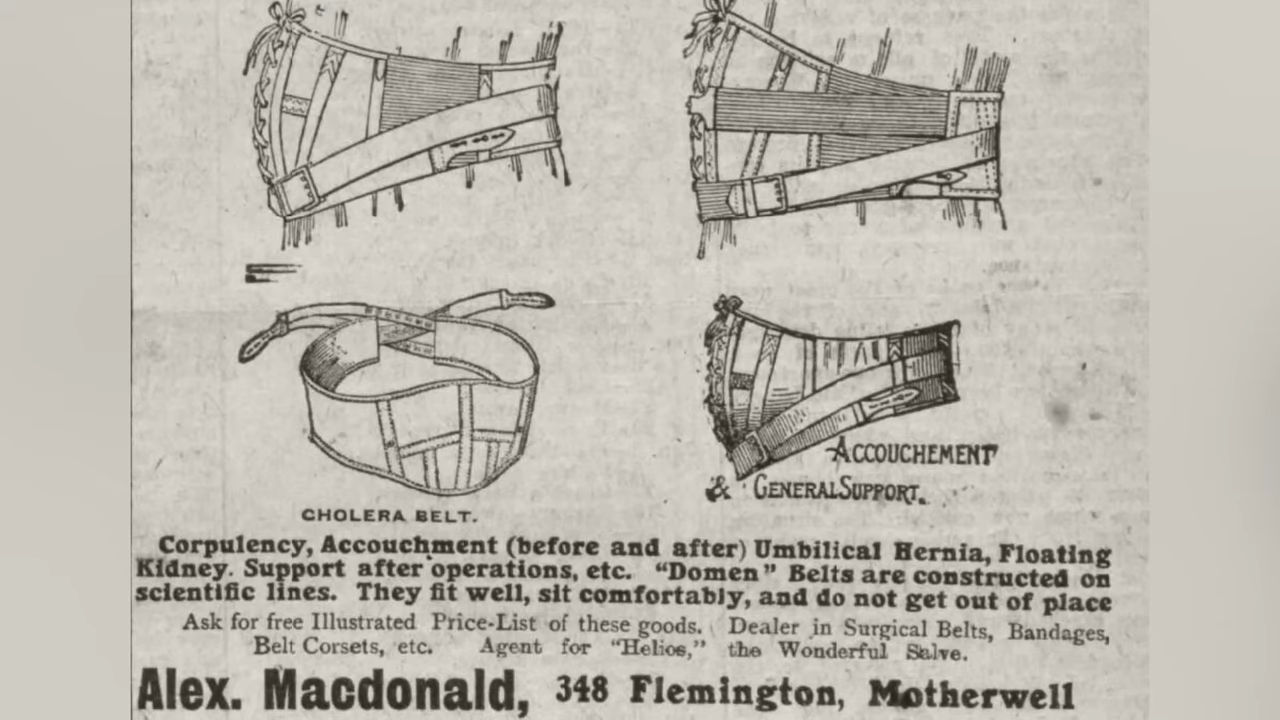 ACCOUCHEMENT
& GENERAL SUPPORT.
CHOLERA BELT.
Corpulency, Accouchment (before and after) Umbilical Hernia, Floating
Kidney. Support after operations, etc. "Domen" Belts are constructed on
scientific lines. They fit well, sit comfortably, and do not get out of place
Ask for free Illustrated Price-List of these goods. Dealer in Surgical Belts, Bandages,
Belt Corsets, etc. Agent for "Helios," the Wonderful Salve.
Alex. Macdonald, 348 Flemington, Motherwell